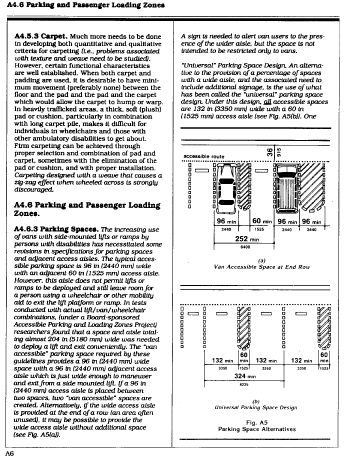 A4.6 Parking and Passenger Loading Zones
A4.5.3 Carpet. Much more needs to be done
in developing both quantitative and qualitative
criteria for carpeting (i.e., problems associated
with texture and weave need to be studied).
However, certain functional characteristics
are well established. When both carpet and
padding are used, it is desirable to have mini-
mum movement (preferably none) between the
floor and the pad and the pad and the carpet
which would allow the carpet to hump or warp.
In heavily trafficked areas, a thick, soft (plush)
pad or cushion, particularly in combination
with long carpet pile, makes it difficult for
individuals in wheelchairs and those with
other ambulatory disabilities to get about.
Firm carpeting can be achieved through
proper selection and combination of pad and
carpet, sometimes with the elimination of the
pad or cushion, and with proper installation.
Carpeting designed with a weave that causes a
zig-zag effect when wheeled across is strongly
discouraged.
A4.6 Parking and Passenger Loading
Zones.
A4.6.3 Parking Spaces. The increasing use
of vans with side-mounted lifts or ramps by
persons with disabilities has necessitated some
revisions in specifications for parking spaces
and adjacent access aisles. The typical acces-
sible parking space is 96 in (2440 mm) wide
with an adjacent 60 in (1525 mm) access aisle.
However, this aisle does not permit lifts or
ramps to be deployed and still leave room for
a person using a wheelchair or other mobility
aid to exit the lift platform or ramp. In tests
conducted with actual lift/van/wheelchair
combinations, (under a Board-sponsored
Accessible Parking and Loading Zones Project)
researchers found that a space and aisle total-
ing almost 204 in (5180 mm) wide was needed
to deploy a lift and exit conveniently. The "van
accessible" parking space required by these
guidelines provides a 96 in (2440 mm) wide
space with a 96 in (2440 mm) adjacent access
aisle which is just wide enough to maneuver
and exit from a side mounted lift. If a 96 in
(2440 mm) access aisle is placed between
two spaces, two "van accessible" spaces are
created. Alternatively, if the wide access aisle
is provided at the end of a row (an area often
unused), it may be possible to provide the
wide access aisle without additional space
(see Fig. A5(a)).
A6
A sign is needed to alert van users to the pres-
ence of the wider aisle, but the space is not
intended to be restricted only to vans.
"Universal" Parking Space Design. An alterna-
tive to the provision of a percentage of spaces
with a wide aisle, and the associated need to
include additional signage, is the use of what
has been called the "universal" parking space
design. Under this design, all accessible spaces
are 132 in (3350 mm) wide with a 60 in
(1525 mm) access aisle (see Fig. A5(b)). One
accessible route
36
915
96 min 60 min 96 min 96 min
2440 1525 2440 2440
252 min
6400
(a)
Van Accessible Space at End Row
132 min 60 min 132 min 132 min 60 min
3350 1525 3350 3350 1525
324 min
8225
(b)
Universal Parking Space Design
Fig. A5
Parking Space Alternatives